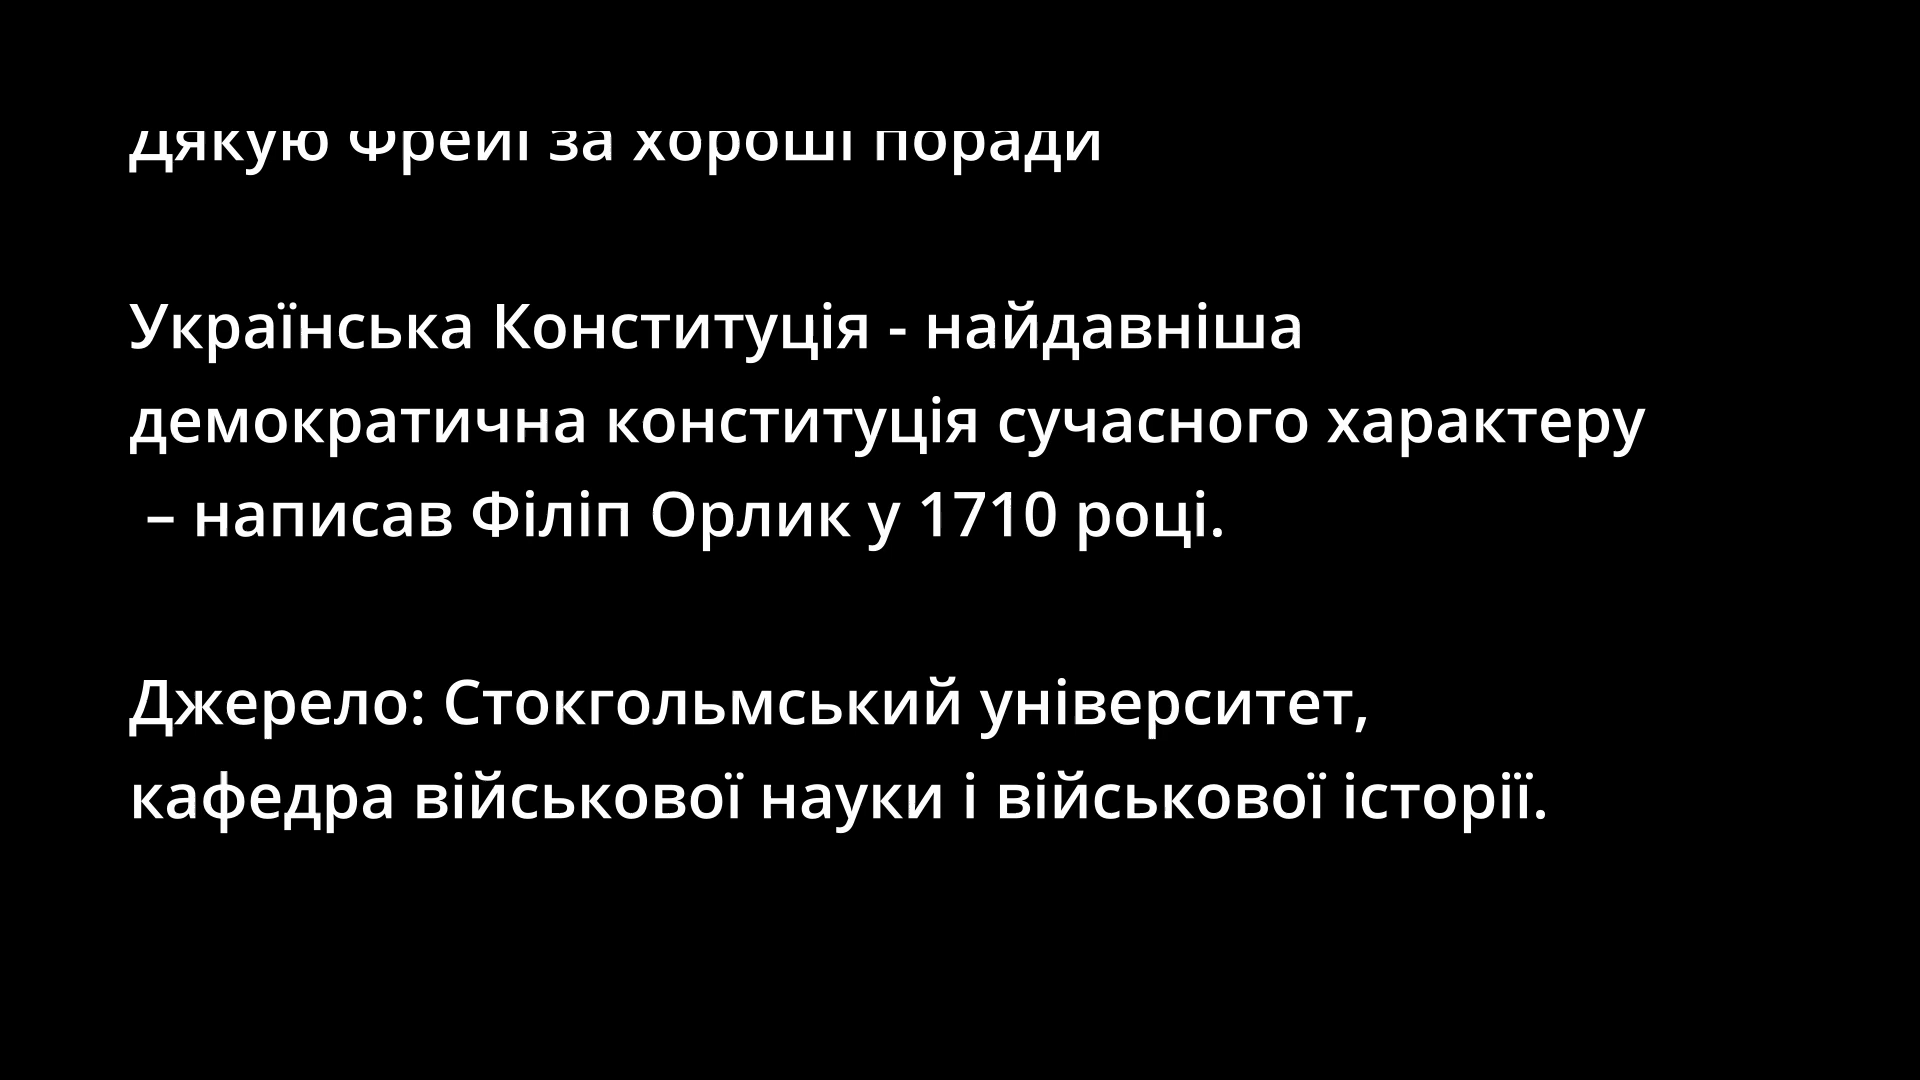 Дякую Фрейї за хороші поради
Українська Конституція - найдавніша
демократична конституція сучасного характеру
– написав Філіп Орлик у 1710 році.
Джерело: Стокгольмський університет,
кафедра військової науки і військової історії.